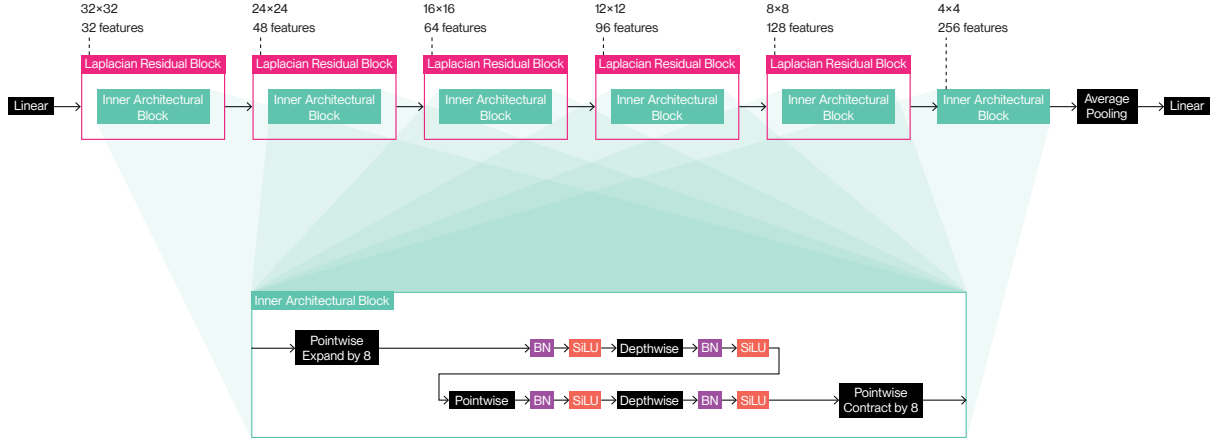 32×32
32 features
24×24
48 features
16×16
64 features
12×12
96 features
8×8
128 features
4×4
256 features
Laplacian Residual Block
Laplacian Residual Block
Laplacian Residual Block
Laplacian Residual Block
Laplacian Residual Block
Linear
Inner Architectural
Block
Inner Architectural
Block
Inner Architectural
Block
Inner Architectural
Block
Inner Architectural
Block
Inner Architectural
Block
Average
Pooling
Linear
Inner Architectural Block
Pointwise
Expand by 8
BN
SiLU
Depthwise
BN
SiLU
Pointwise
BN
SiLU
Depthwise
BN
SiLU
Pointwise
Contract by 8